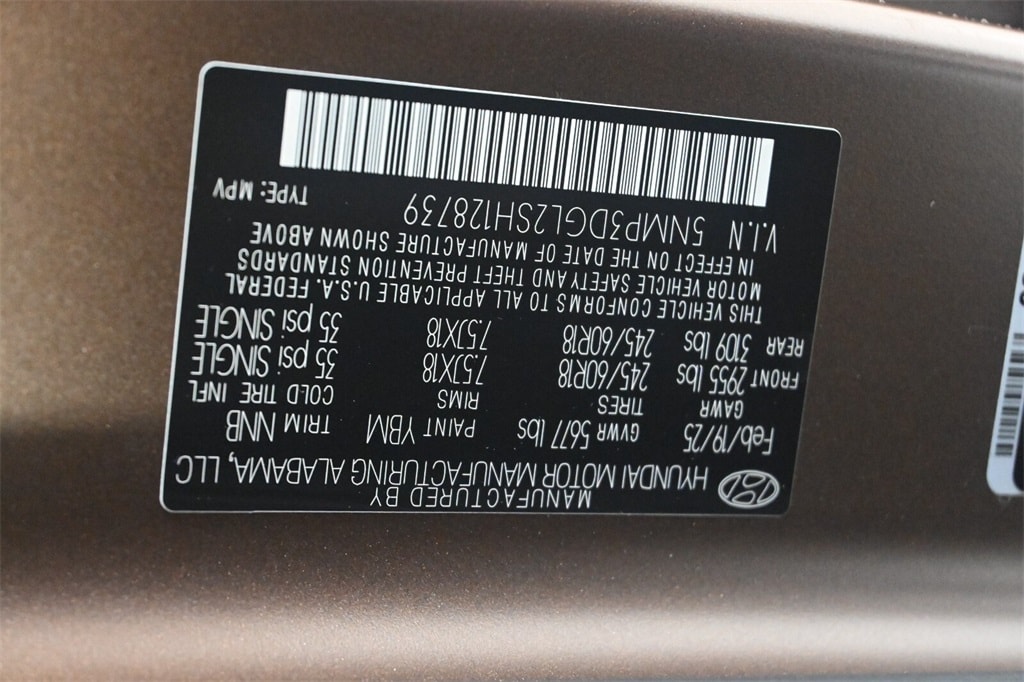 MANUFACTURED BY
HYUNDAI MOTOR MANUFACTURING ALABAMA, LLC
Feb/19/25 GVWR 5677 lbs PAINT YBM TRIM NNB
GAWR TIRES RIMS COLD TIRE INFL
FRONT 2955 lbs 245/60R18 7.5JX18 35 psi SINGLE
REAR 3109 lbs 245/60R18 7.5JX18 35 psi SINGLE
THIS VEHICLE CONFORMS TO ALL APPLICABLE U.S.A. FEDERAL
MOTOR VEHICLE SAFETY AND THEFT PREVENTION STANDARDS
IN EFFECT ON THE DATE OF MANUFACTURE SHOWN ABOVE
V.I.N 5NMP3DGL2SH128739 TYPE: MPV